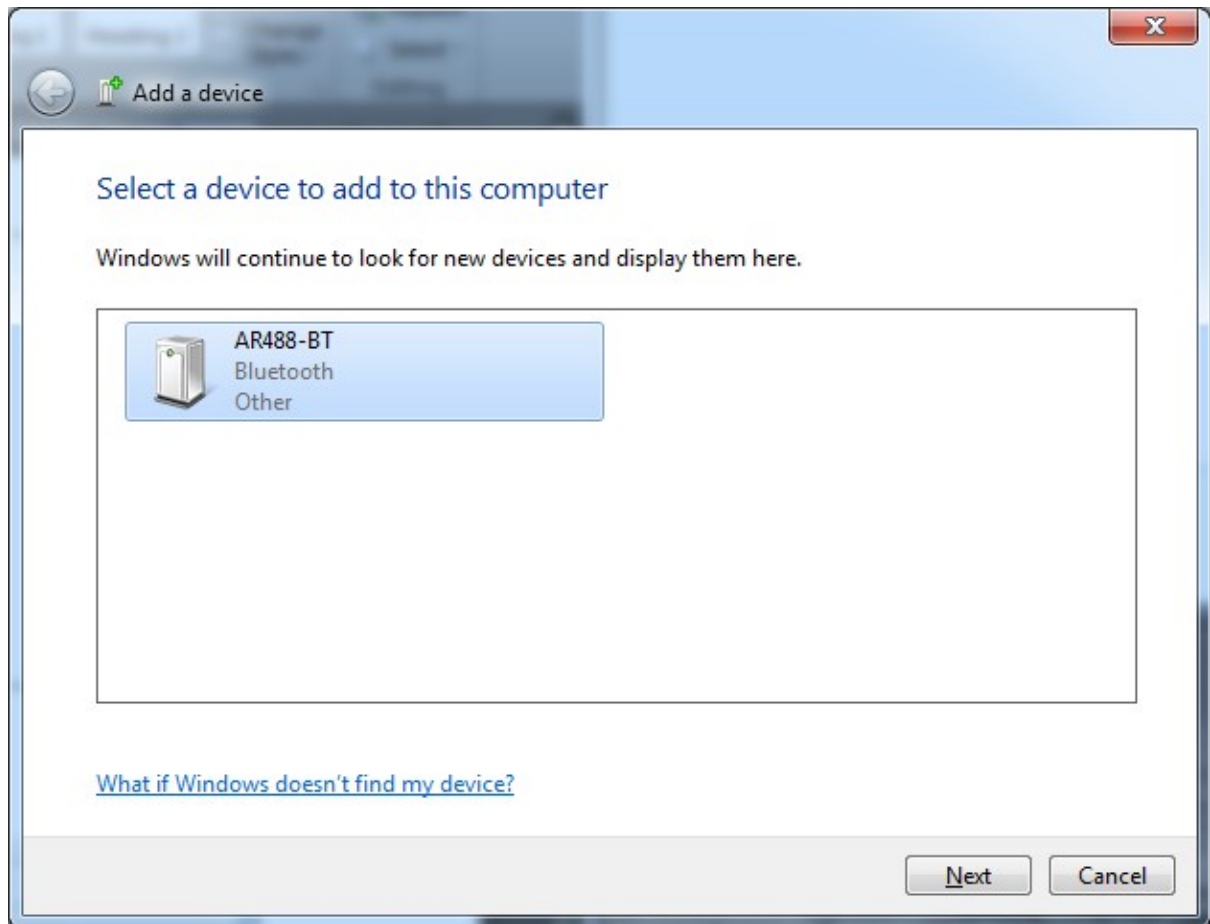 Add a device
Select a device to add to this computer
Windows will continue to look for new devices and display them here.
AR488-BT
Bluetooth
Other
What if Windows doesn't find my device?
Next
Cancel